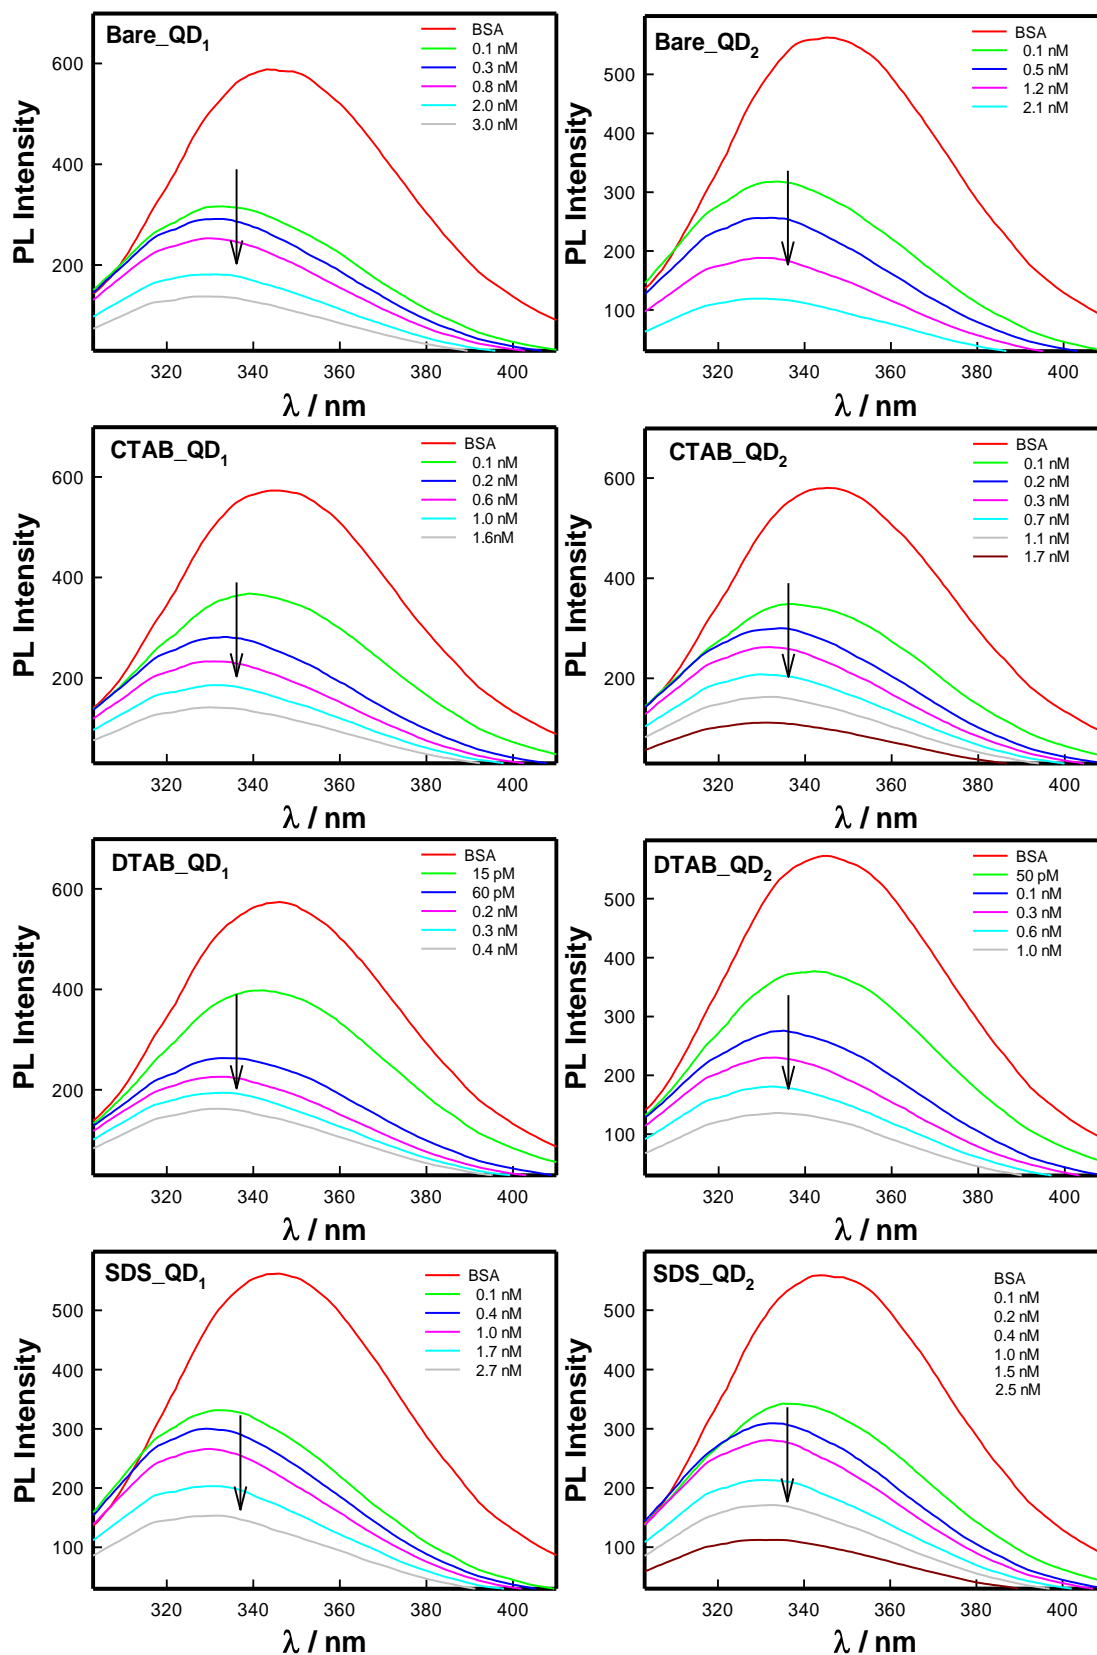 Bare_QD1
BSA
0.1 nM
0.3 nM
0.8 nM
2.0 nM
3.0 nM
600
400
200
PL Intensity
320 340 360 380 400
λ / nm
Bare_QD2
BSA
0.1 nM
0.5 nM
1.2 nM
2.1 nM
500
400
300
200
100
PL Intensity
320 340 360 380 400
λ / nm
CTAB_QD1
BSA
0.1 nM
0.2 nM
0.6 nM
1.0 nM
1.6nM
600
400
200
PL Intensity
320 340 360 380 400
λ / nm
CTAB_QD2
BSA
0.1 nM
0.2 nM
0.3 nM
0.7 nM
1.1 nM
1.7 nM
600
400
200
PL Intensity
320 340 360 380 400
λ / nm
DTAB_QD1
BSA
15 pM
60 pM
0.2 nM
0.3 nM
0.4 nM
600
400
200
PL Intensity
320 340 360 380 400
λ / nm
DTAB_QD2
BSA
50 pM
0.1 nM
0.3 nM
0.6 nM
1.0 nM
500
400
300
200
100
PL Intensity
320 340 360 380 400
λ / nm
SDS_QD1
BSA
0.1 nM
0.4 nM
1.0 nM
1.7 nM
2.7 nM
500
400
300
200
100
PL Intensity
320 340 360 380 400
λ / nm
SDS_QD2
BSA
0.1 nM
0.2 nM
0.4 nM
1.0 nM
1.5 nM
2.5 nM
500
400
300
200
100
PL Intensity
320 340 360 380 400
λ / nm